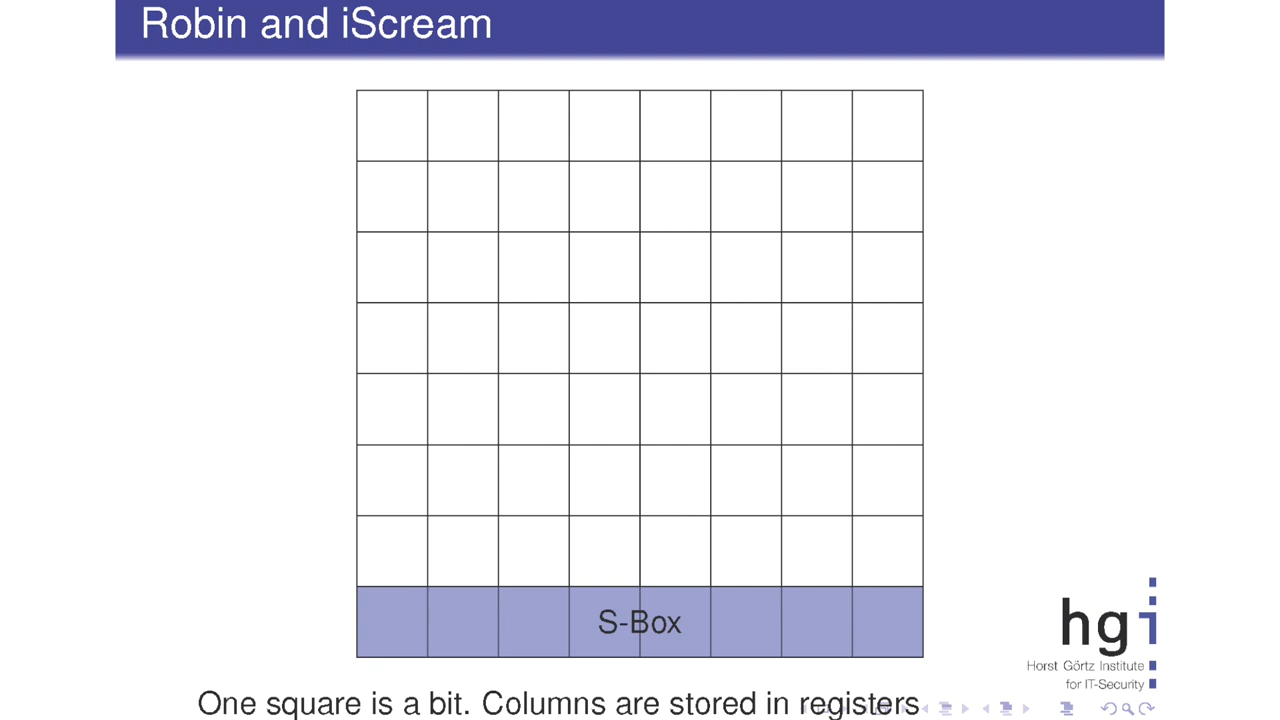 Robin and iScream
S-Box
hgi
Horst Görtz Institute
for IT-Security
One square is a bit. Columns are stored in registers